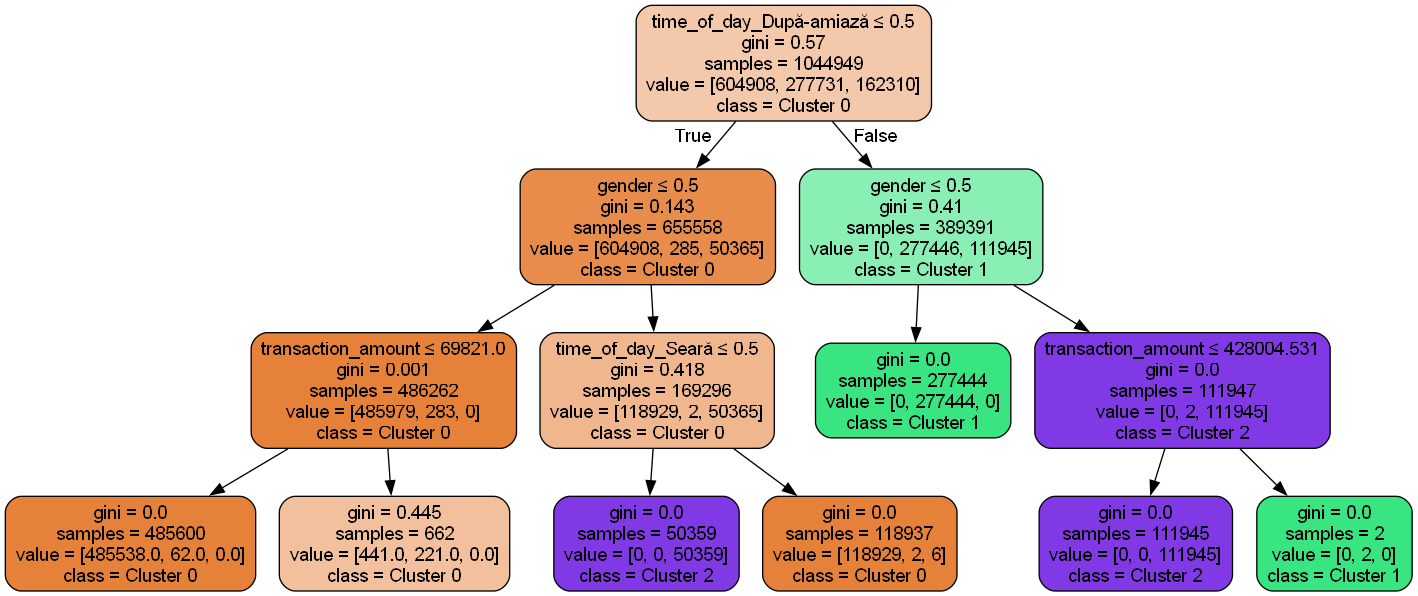 time_of_day_După-amiază ≤ 0.5
gini = 0.57
samples = 1044949
value = [604908, 277731, 162310]
class = Cluster 0
True
False
gender ≤ 0.5
gini = 0.143
samples = 655558
value = [604908, 285, 50365]
class = Cluster 0
gender ≤ 0.5
gini = 0.41
samples = 389391
value = [0, 277446, 111945]
class = Cluster 1
transaction_amount ≤ 69821.0
gini = 0.001
samples = 486262
value = [485979, 283, 0]
class = Cluster 0
time_of_day_Seară ≤ 0.5
gini = 0.418
samples = 169296
value = [118929, 2, 50365]
class = Cluster 0
gini = 0.0
samples = 277444
value = [0, 277444, 0]
class = Cluster 1
transaction_amount ≤ 428004.531
gini = 0.0
samples = 111947
value = [0, 2, 111945]
class = Cluster 2
gini = 0.0
samples = 485600
value = [485538.0, 62.0, 0.0]
class = Cluster 0
gini = 0.445
samples = 662
value = [441.0, 221.0, 0.0]
class = Cluster 0
gini = 0.0
samples = 50359
value = [0, 0, 50359]
class = Cluster 2
gini = 0.0
samples = 118937
value = [118929, 2, 6]
class = Cluster 0
gini = 0.0
samples = 111945
value = [0, 0, 111945]
class = Cluster 2
gini = 0.0
samples = 2
value = [0, 2, 0]
class = Cluster 1